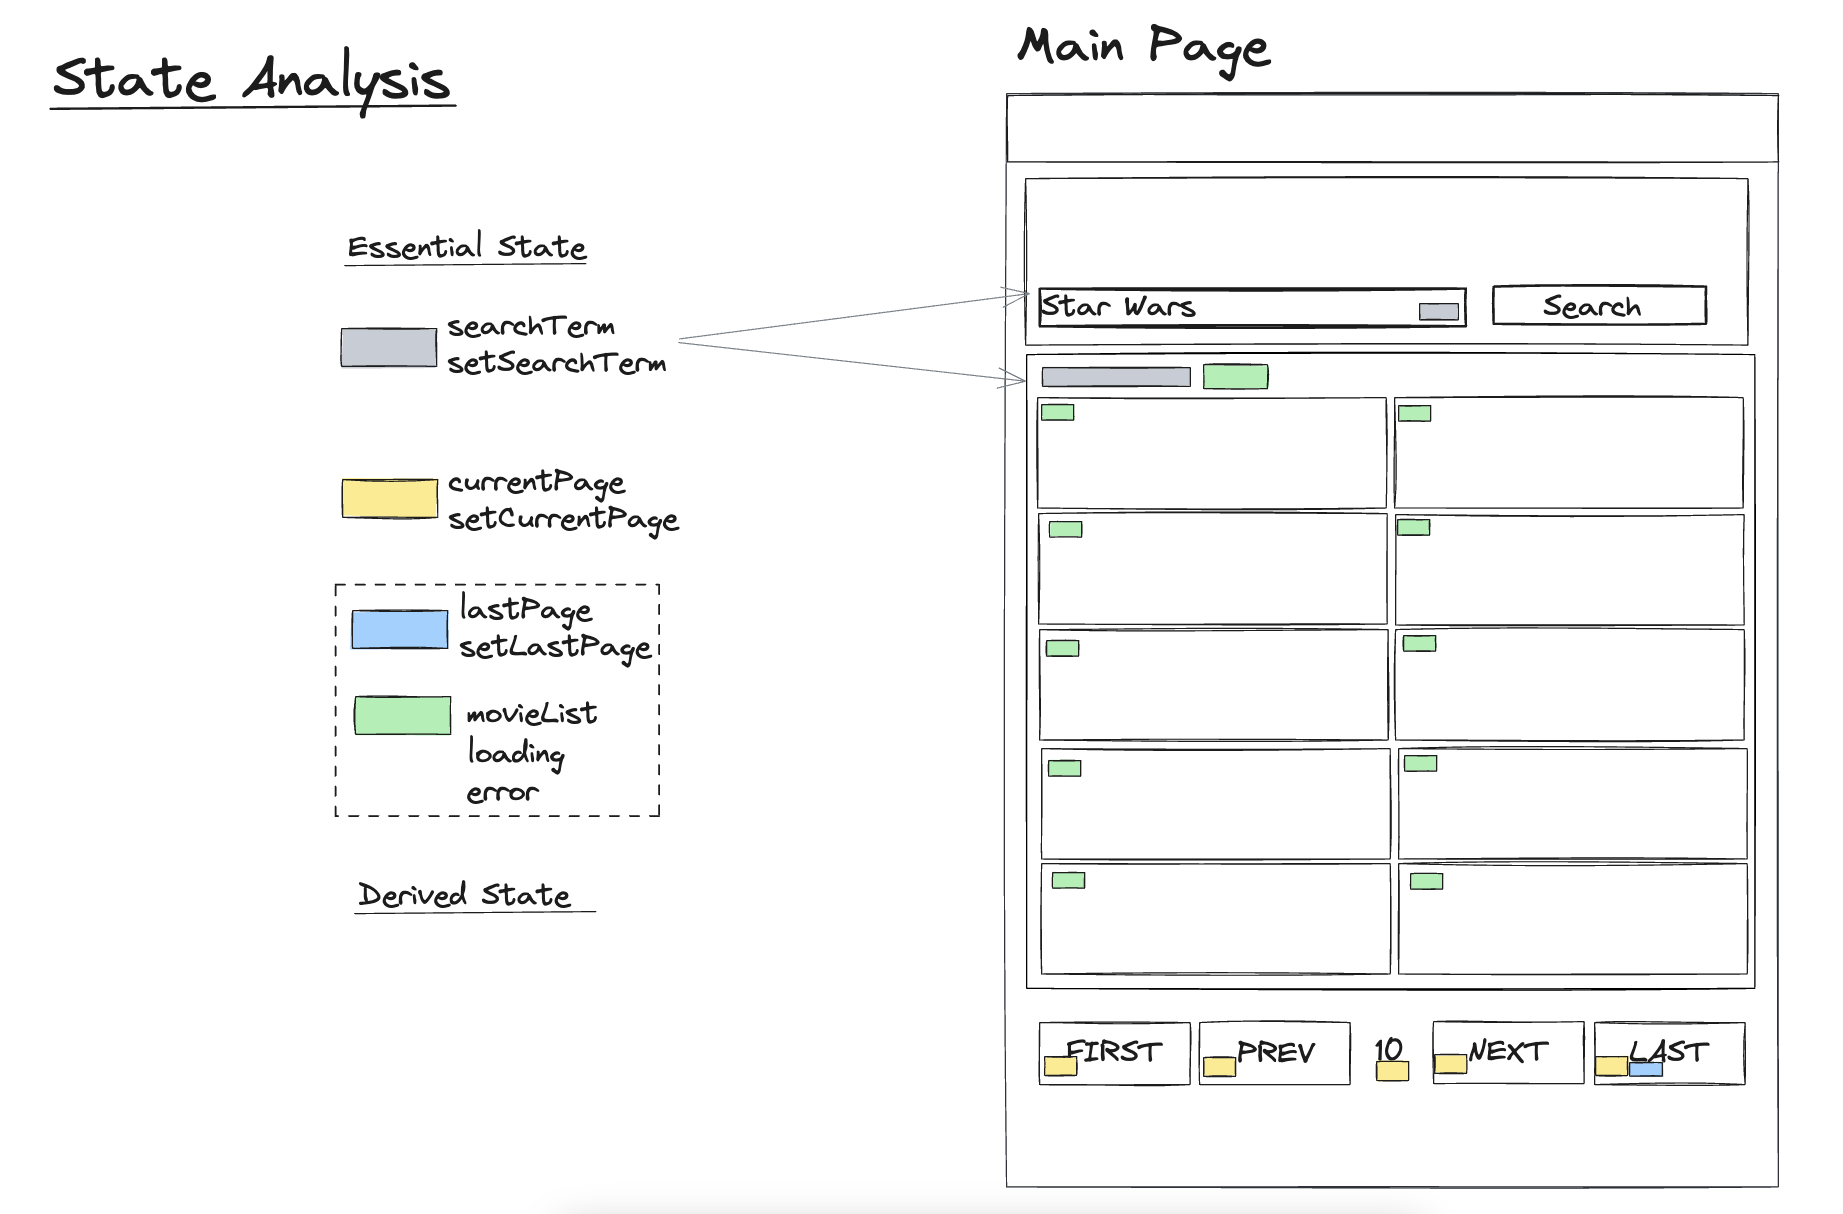 State Analysis
Main Page
Essential State
searchTerm
setSearchTerm
currentPage
setCurrentPage
lastPage
setLastPage
movieList
loading
error
Derived State
Star Wars
Search
FIRST
PREV
10
NEXT
LAST